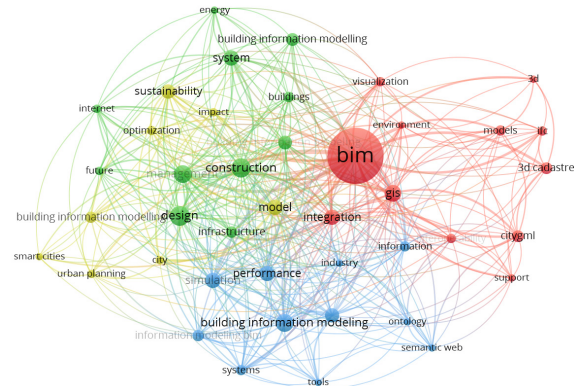 energy
building information modelling
system
visualization
3d
sustainability
buildings
internet
impact
environment
optimization
models
ifc
future
management
construction
bim
3d cadastre
gis
building information modelling
design
model
integration
infrastructure
citygml
information
smart cities
city
industry
urban planning
simulation
performance
support
building information modeling
ontology
information modeling bim
semantic web
systems
tools